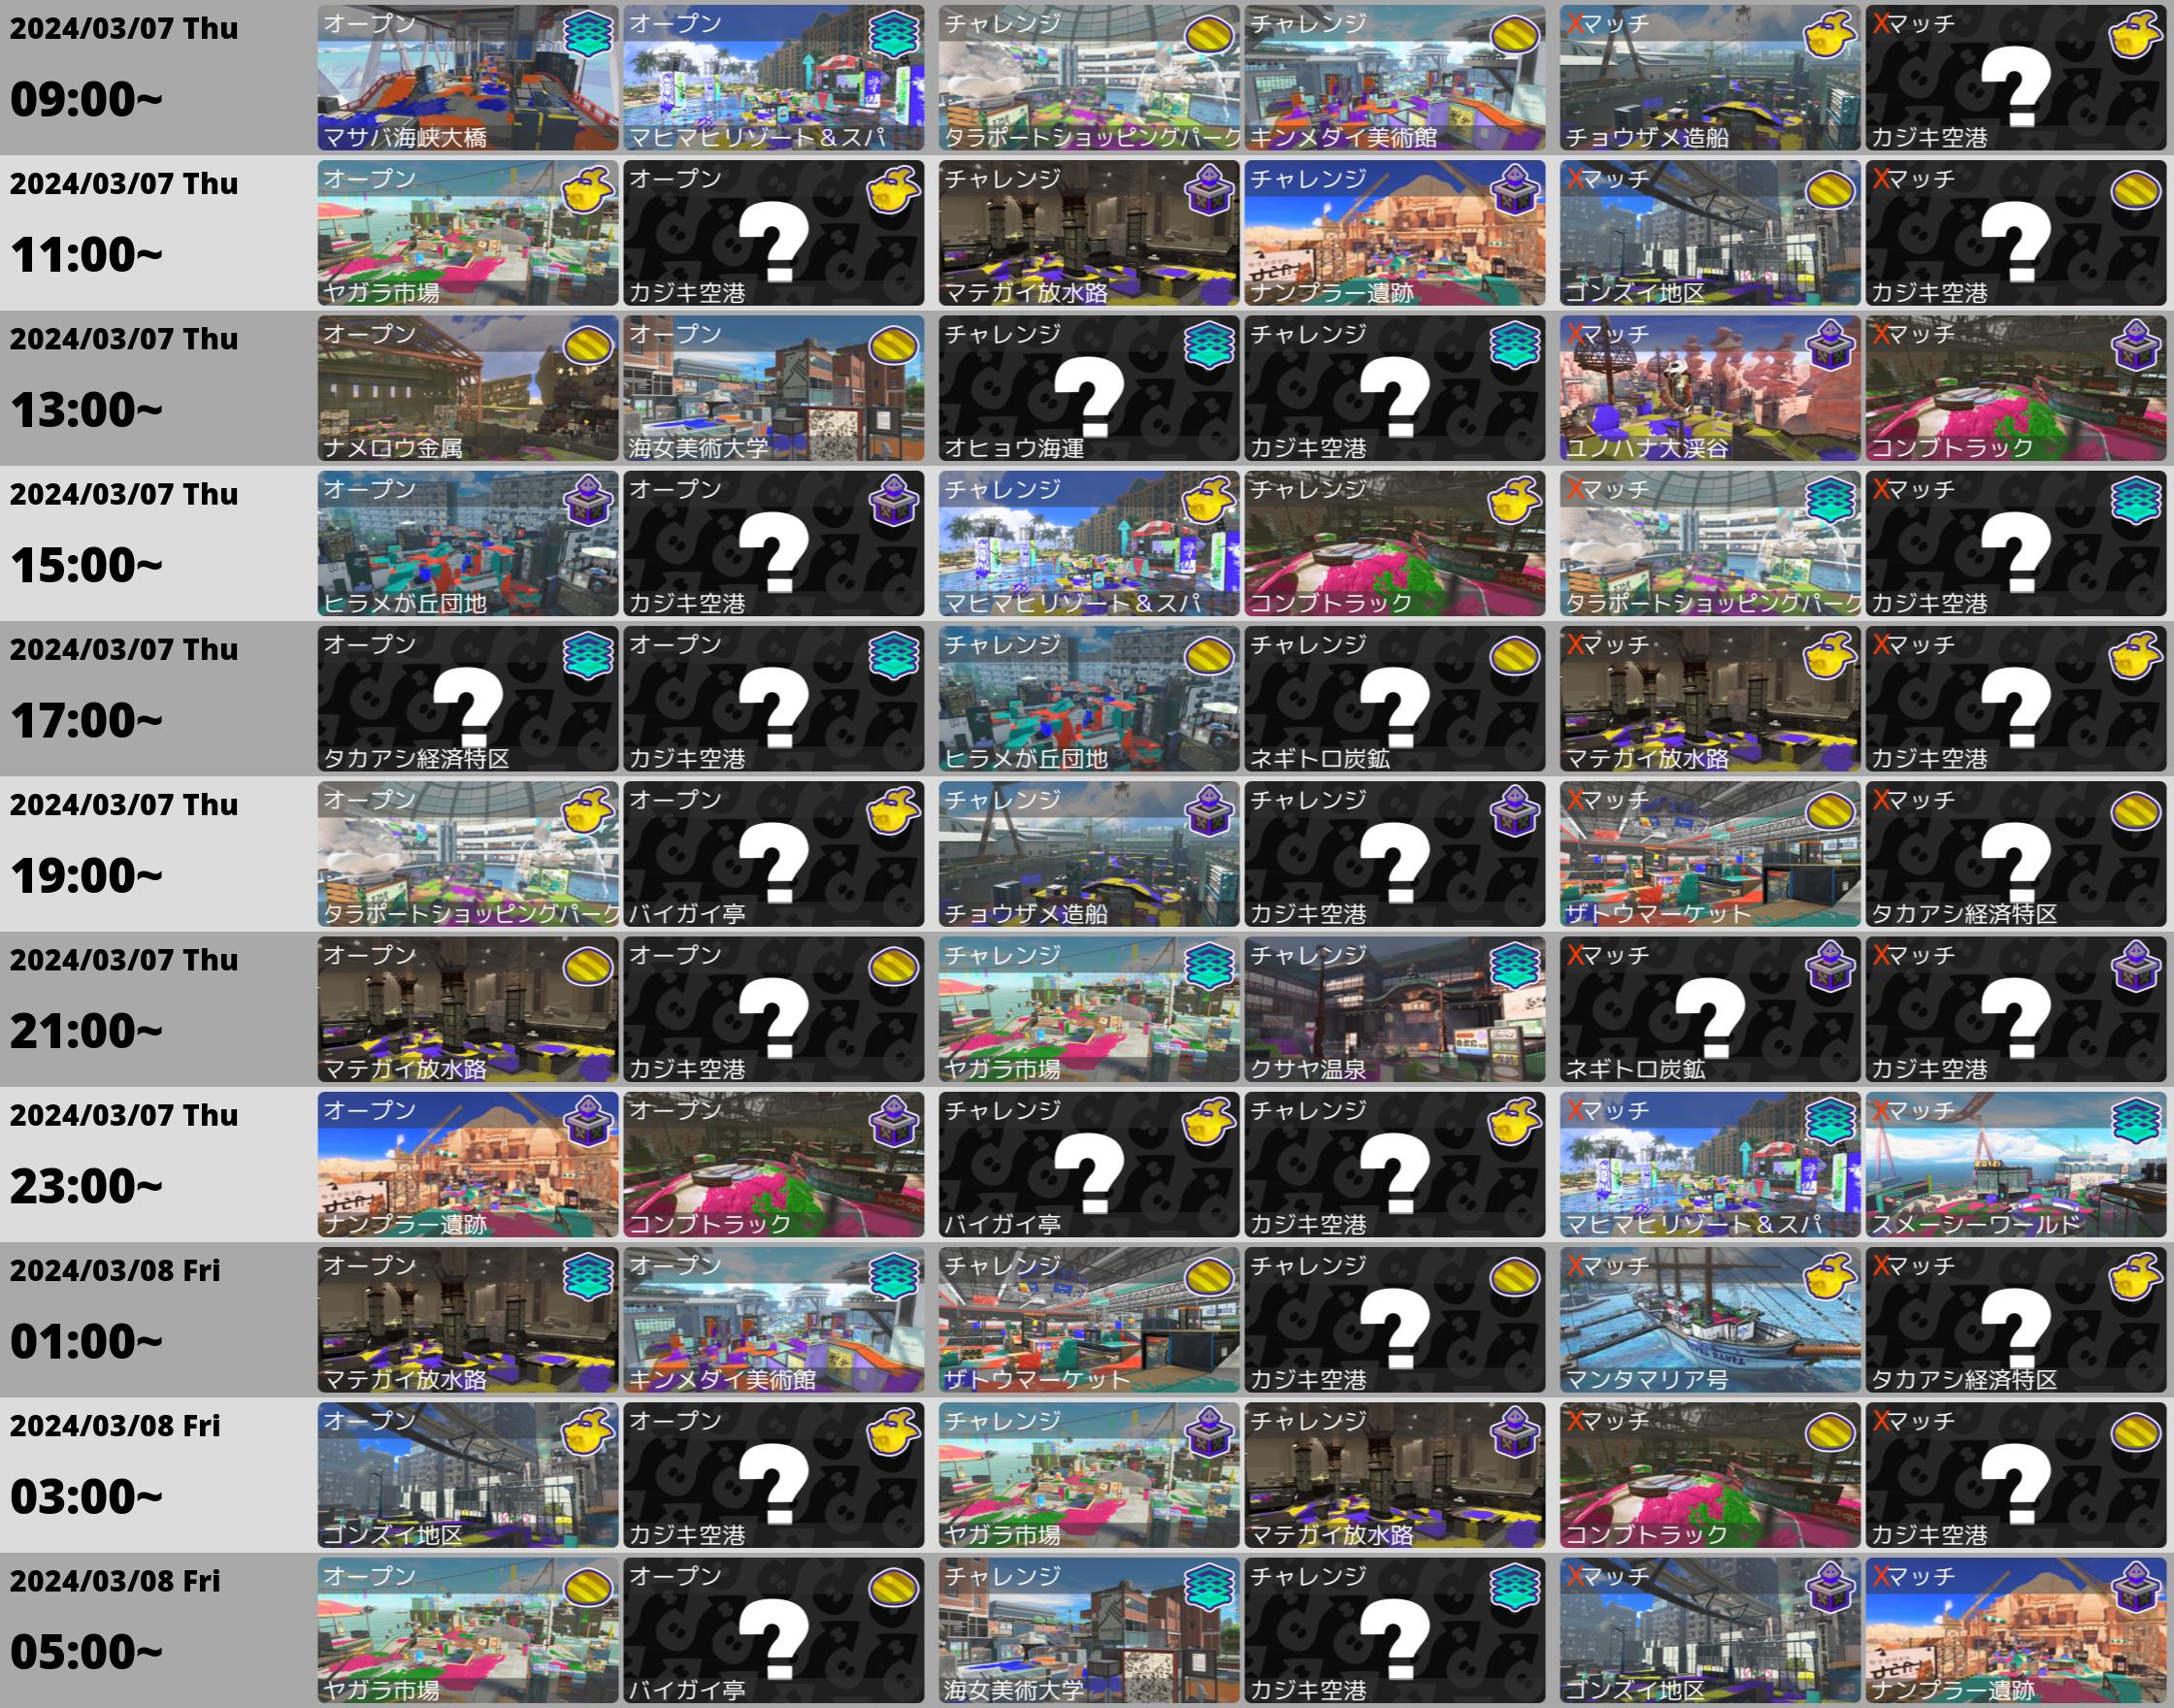 2024/03/07 Thu
09:00~
オープン
マサバ海峡大橋
オープン
マヒマヒリゾート＆スパ
チャレンジ
タラポートショッピングパーク
チャレンジ
キンメダイ美術館
Xマッチ
チョウザメ造船
Xマッチ
カジキ空港
2024/03/07 Thu
11:00~
オープン
ヤガラ市場
オープン
カジキ空港
チャレンジ
マテガイ放水路
チャレンジ
ナンプラー遺跡
Xマッチ
ゴンズイ地区
Xマッチ
カジキ空港
2024/03/07 Thu
13:00~
オープン
ナメロウ金属
オープン
海女美術大学
チャレンジ
オヒョウ海運
チャレンジ
カジキ空港
Xマッチ
ユノハナ大渓谷
Xマッチ
コンブトラック
2024/03/07 Thu
15:00~
オープン
ヒラメが丘団地
オープン
カジキ空港
チャレンジ
マヒマヒリゾート＆スパ
チャレンジ
コンブトラック
Xマッチ
タラポートショッピングパーク
Xマッチ
カジキ空港
2024/03/07 Thu
17:00~
オープン
タカアシ経済特区
オープン
カジキ空港
チャレンジ
ヒラメが丘団地
チャレンジ
ネギトロ炭鉱
Xマッチ
マテガイ放水路
Xマッチ
カジキ空港
2024/03/07 Thu
19:00~
オープン
タラポートショッピングパーク
オープン
バイガイ亭
チャレンジ
チョウザメ造船
チャレンジ
カジキ空港
Xマッチ
ザトウマーケット
Xマッチ
タカアシ経済特区
2024/03/07 Thu
21:00~
オープン
マテガイ放水路
オープン
カジキ空港
チャレンジ
ヤガラ市場
チャレンジ
クサヤ温泉
Xマッチ
ネギトロ炭鉱
Xマッチ
カジキ空港
2024/03/07 Thu
23:00~
オープン
ナンプラー遺跡
オープン
コンブトラック
チャレンジ
バイガイ亭
チャレンジ
カジキ空港
Xマッチ
マヒマヒリゾート＆スパ
Xマッチ
スメーシーワールド
2024/03/08 Fri
01:00~
オープン
マテガイ放水路
オープン
キンメダイ美術館
チャレンジ
ザトウマーケット
チャレンジ
カジキ空港
Xマッチ
マンタマリア号
Xマッチ
タカアシ経済特区
2024/03/08 Fri
03:00~
オープン
ゴンズイ地区
オープン
カジキ空港
チャレンジ
ヤガラ市場
チャレンジ
マテガイ放水路
Xマッチ
コンブトラック
Xマッチ
カジキ空港
2024/03/08 Fri
05:00~
オープン
ヤガラ市場
オープン
バイガイ亭
チャレンジ
海女美術大学
チャレンジ
カジキ空港
Xマッチ
ゴンズイ地区
Xマッチ
ナンプラー遺跡